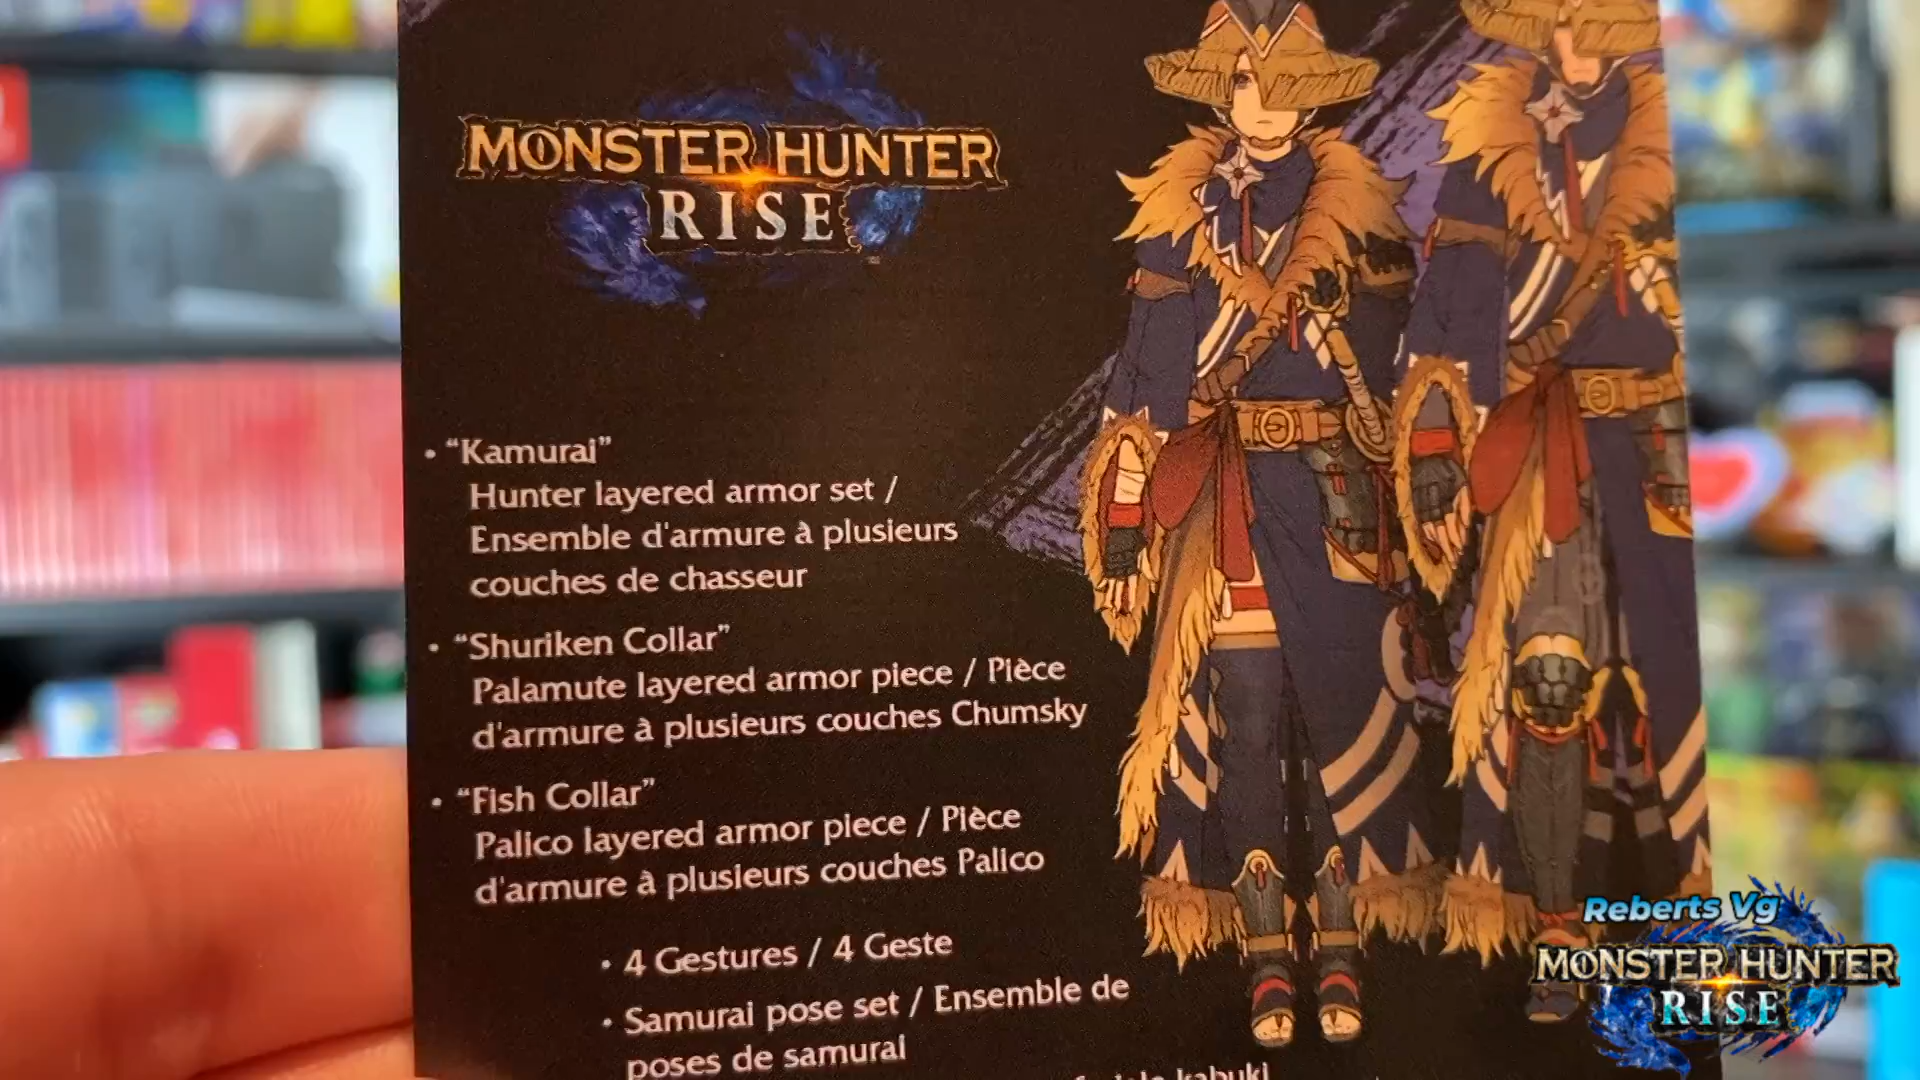 MONSTER HUNTER
RISE
• “Kamurai”
Hunter layered armor set /
Ensemble d'armure à plusieurs
couches de chasseur
• “Shuriken Collar”
Palamute layered armor piece / Pièce
d'armure à plusieurs couches Chumsky
• “Fish Collar”
Palico layered armor piece / Pièce
d'armure à plusieurs couches Palico
• 4 Gestures / 4 Geste
• Samurai pose set / Ensemble de
poses de samurai
kabuki
Reberts Vg
MONSTER HUNTER
RISE